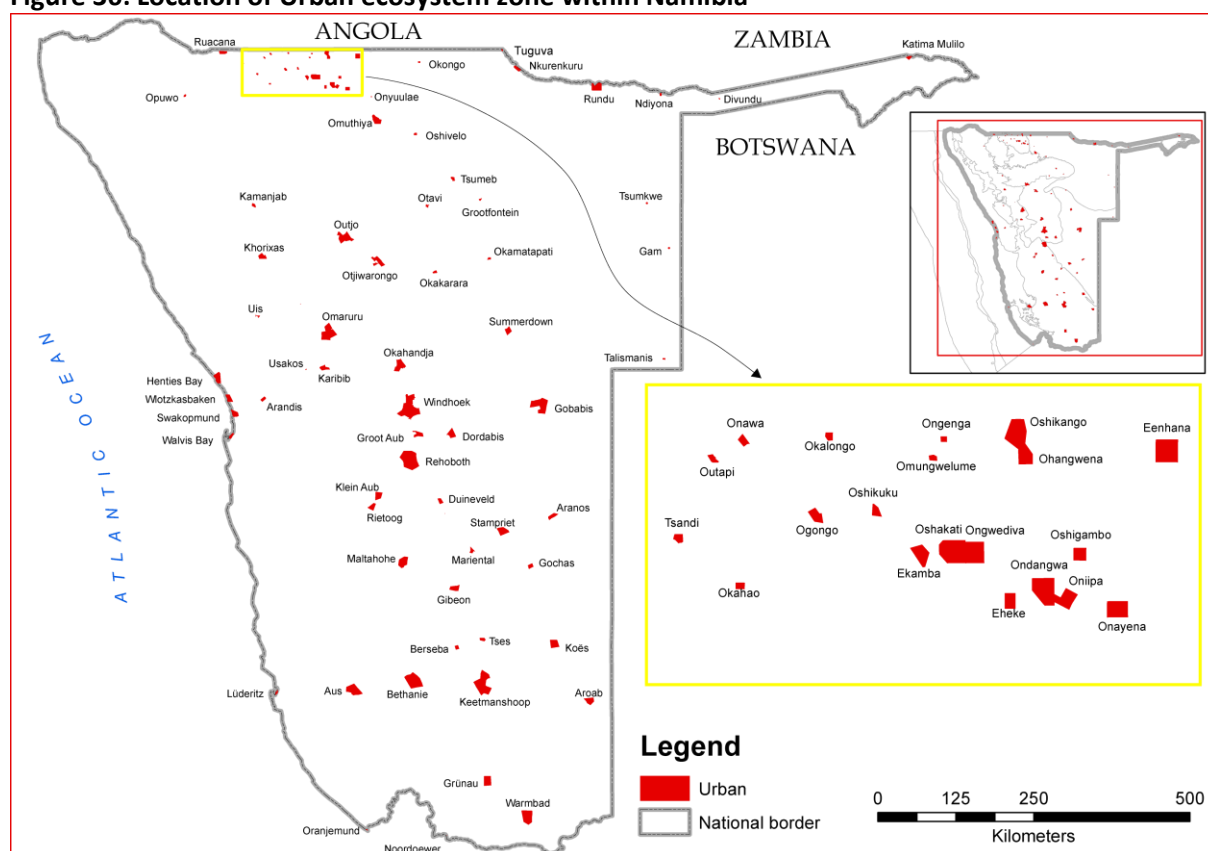 Figure 30: Location of Urban ecosystem zone within Namibia
ANGOLA
ZAMBIA
BOTSWANA
Ruacana
Tuguva
Nkurenkuru
Katima Mulilo
Okongo
Opuwo
Onyuulae
Rundu
Ndiyona
Divundu
Omuthiya
Oshivelo
Tsumeb
Kamanjab
Otavi
Grootfontein
Tsumkwe
Outjo
Khorixas
Otjiwarongo
Okamatapati
Gam
Okakarara
Uis
Omaruru
Summerdown
Okahandja
Usakos
Karibib
Talismanis
Henties Bay
Wlotzkasbaken
Arandis
Windhoek
Gobabis
Swakopmund
Walvis Bay
Groot Aub
Dordabis
Rehoboth
Klein Aub
Duineveld
Aranos
Rietoog
Stampriet
Maltahohe
Mariental
Gochas
Gibeon
Berseba
Tses
Koës
Lüderitz
Aus
Bethanie
Keetmanshoop
Aroab
Grünau
Warmbad
Oranjemund
Noordoewer
ATLANTIC OCEAN
Onawa
Okalongo
Ongenga
Oshikango
Eenhana
Outapi
Omungwelume
Ohangwena
Oshikuku
Tsandi
Ogongo
Oshakati
Ongwediva
Oshigambo
Ekamba
Ondangwa
Oniipa
Okahao
Eheke
Onayena
Legend
Urban
National border
0 125 250 500
Kilometers